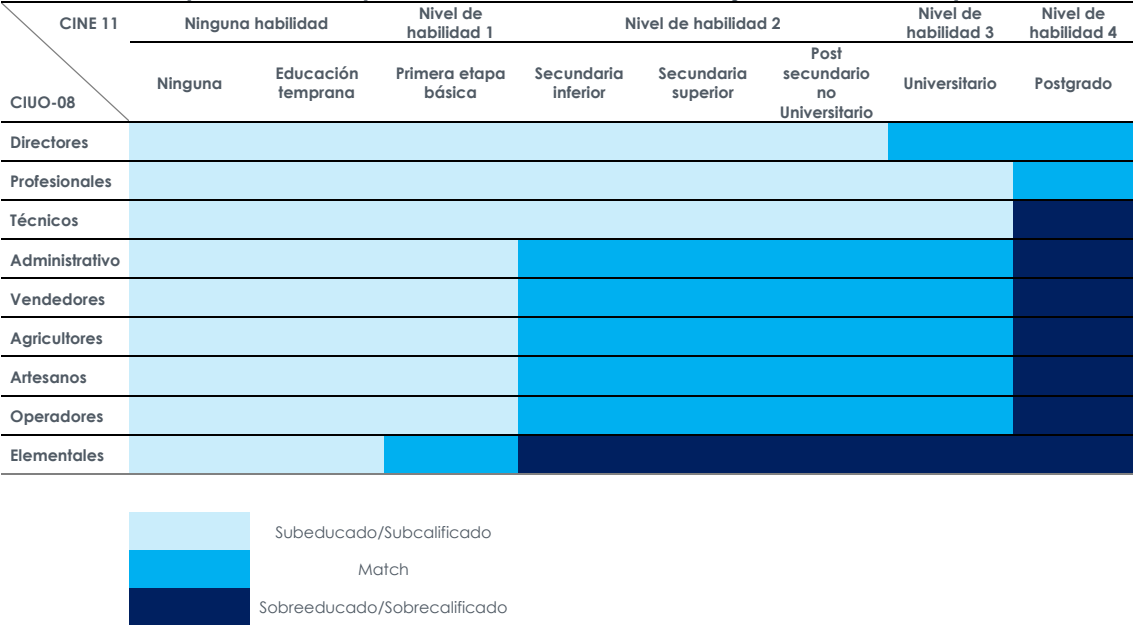 CINE 11
Ninguna habilidad
Nivel de
habilidad 1
Nivel de habilidad 2
Nivel de
habilidad 3
Nivel de
habilidad 4
CIUO-08
Ninguna
Educación
temprana
Primera etapa
básica
Secundaria
inferior
Secundaria
superior
Post
secundario
no
Universitario
Universitario
Postgrado
Directores
Profesionales
Técnicos
Administrativo
Vendedores
Agricultores
Artesanos
Operadores
Elementales
Subeducado/Subcalificado
Match
Sobreeducado/Sobrecalificado